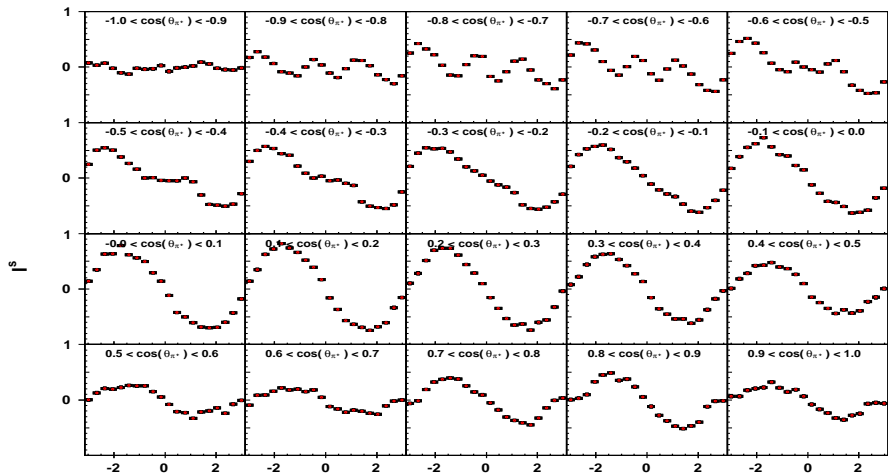 1
-1.0 < cos(θπ+) < -0.9
-0.9 < cos(θπ+) < -0.8
-0.8 < cos(θπ+) < -0.7
-0.7 < cos(θπ+) < -0.6
-0.6 < cos(θπ+) < -0.5
0
1
-0.5 < cos(θπ+) < -0.4
-0.4 < cos(θπ+) < -0.3
-0.3 < cos(θπ+) < -0.2
-0.2 < cos(θπ+) < -0.1
-0.1 < cos(θπ+) < 0.0
0
1
-0.0 < cos(θπ+) < 0.1
0.1 < cos(θπ+) < 0.2
0.2 < cos(θπ+) < 0.3
0.3 < cos(θπ+) < 0.4
0.4 < cos(θπ+) < 0.5
Is
0
1
0.5 < cos(θπ+) < 0.6
0.6 < cos(θπ+) < 0.7
0.7 < cos(θπ+) < 0.8
0.8 < cos(θπ+) < 0.9
0.9 < cos(θπ+) < 1.0
0
-2 0 2 -2 0 2 -2 0 2 -2 0 2 -2 0 2